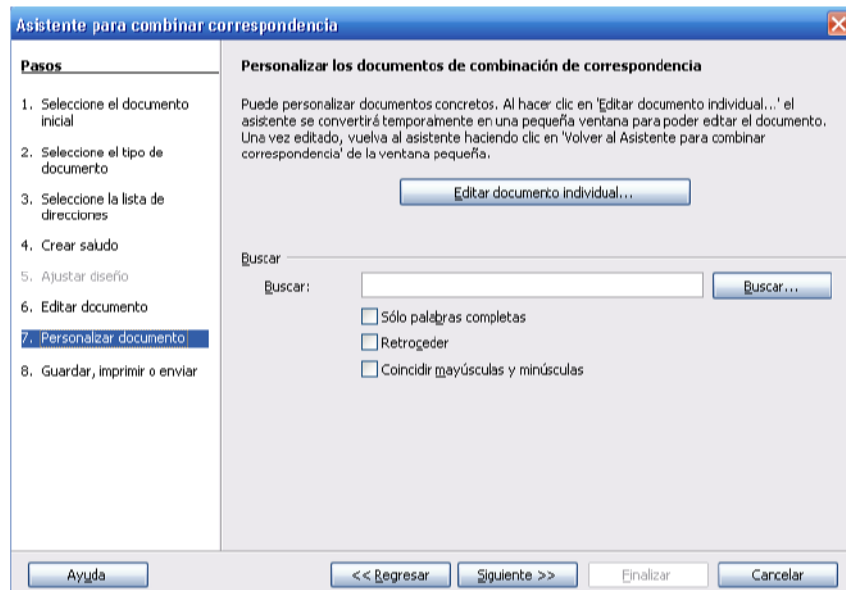 Asistente para combinar correspondencia
Pasos
1. Seleccione el documento
inicial
2. Seleccione el tipo de
documento
3. Seleccione la lista de
direcciones
4. Crear saludo
5. Ajustar diseño
6. Editar documento
7. Personalizar documento
8. Guardar, imprimir o enviar
Personalizar los documentos de combinación de correspondencia
Puede personalizar documentos concretos. Al hacer clic en 'Editar documento individual...' el
asistente se convertirá temporalmente en una pequeña ventana para poder editar el documento.
Una vez editado, vuelva al asistente haciendo clic en 'Volver al Asistente para combinar
correspondencia' de la ventana pequeña.
Editar documento individual...
Buscar
Buscar:
Buscar...
Sólo palabras completas
Retroceder
Coincidir mayúsculas y minúsculas
Ayuda
<< Regresar
Siguiente >>
Finalizar
Cancelar